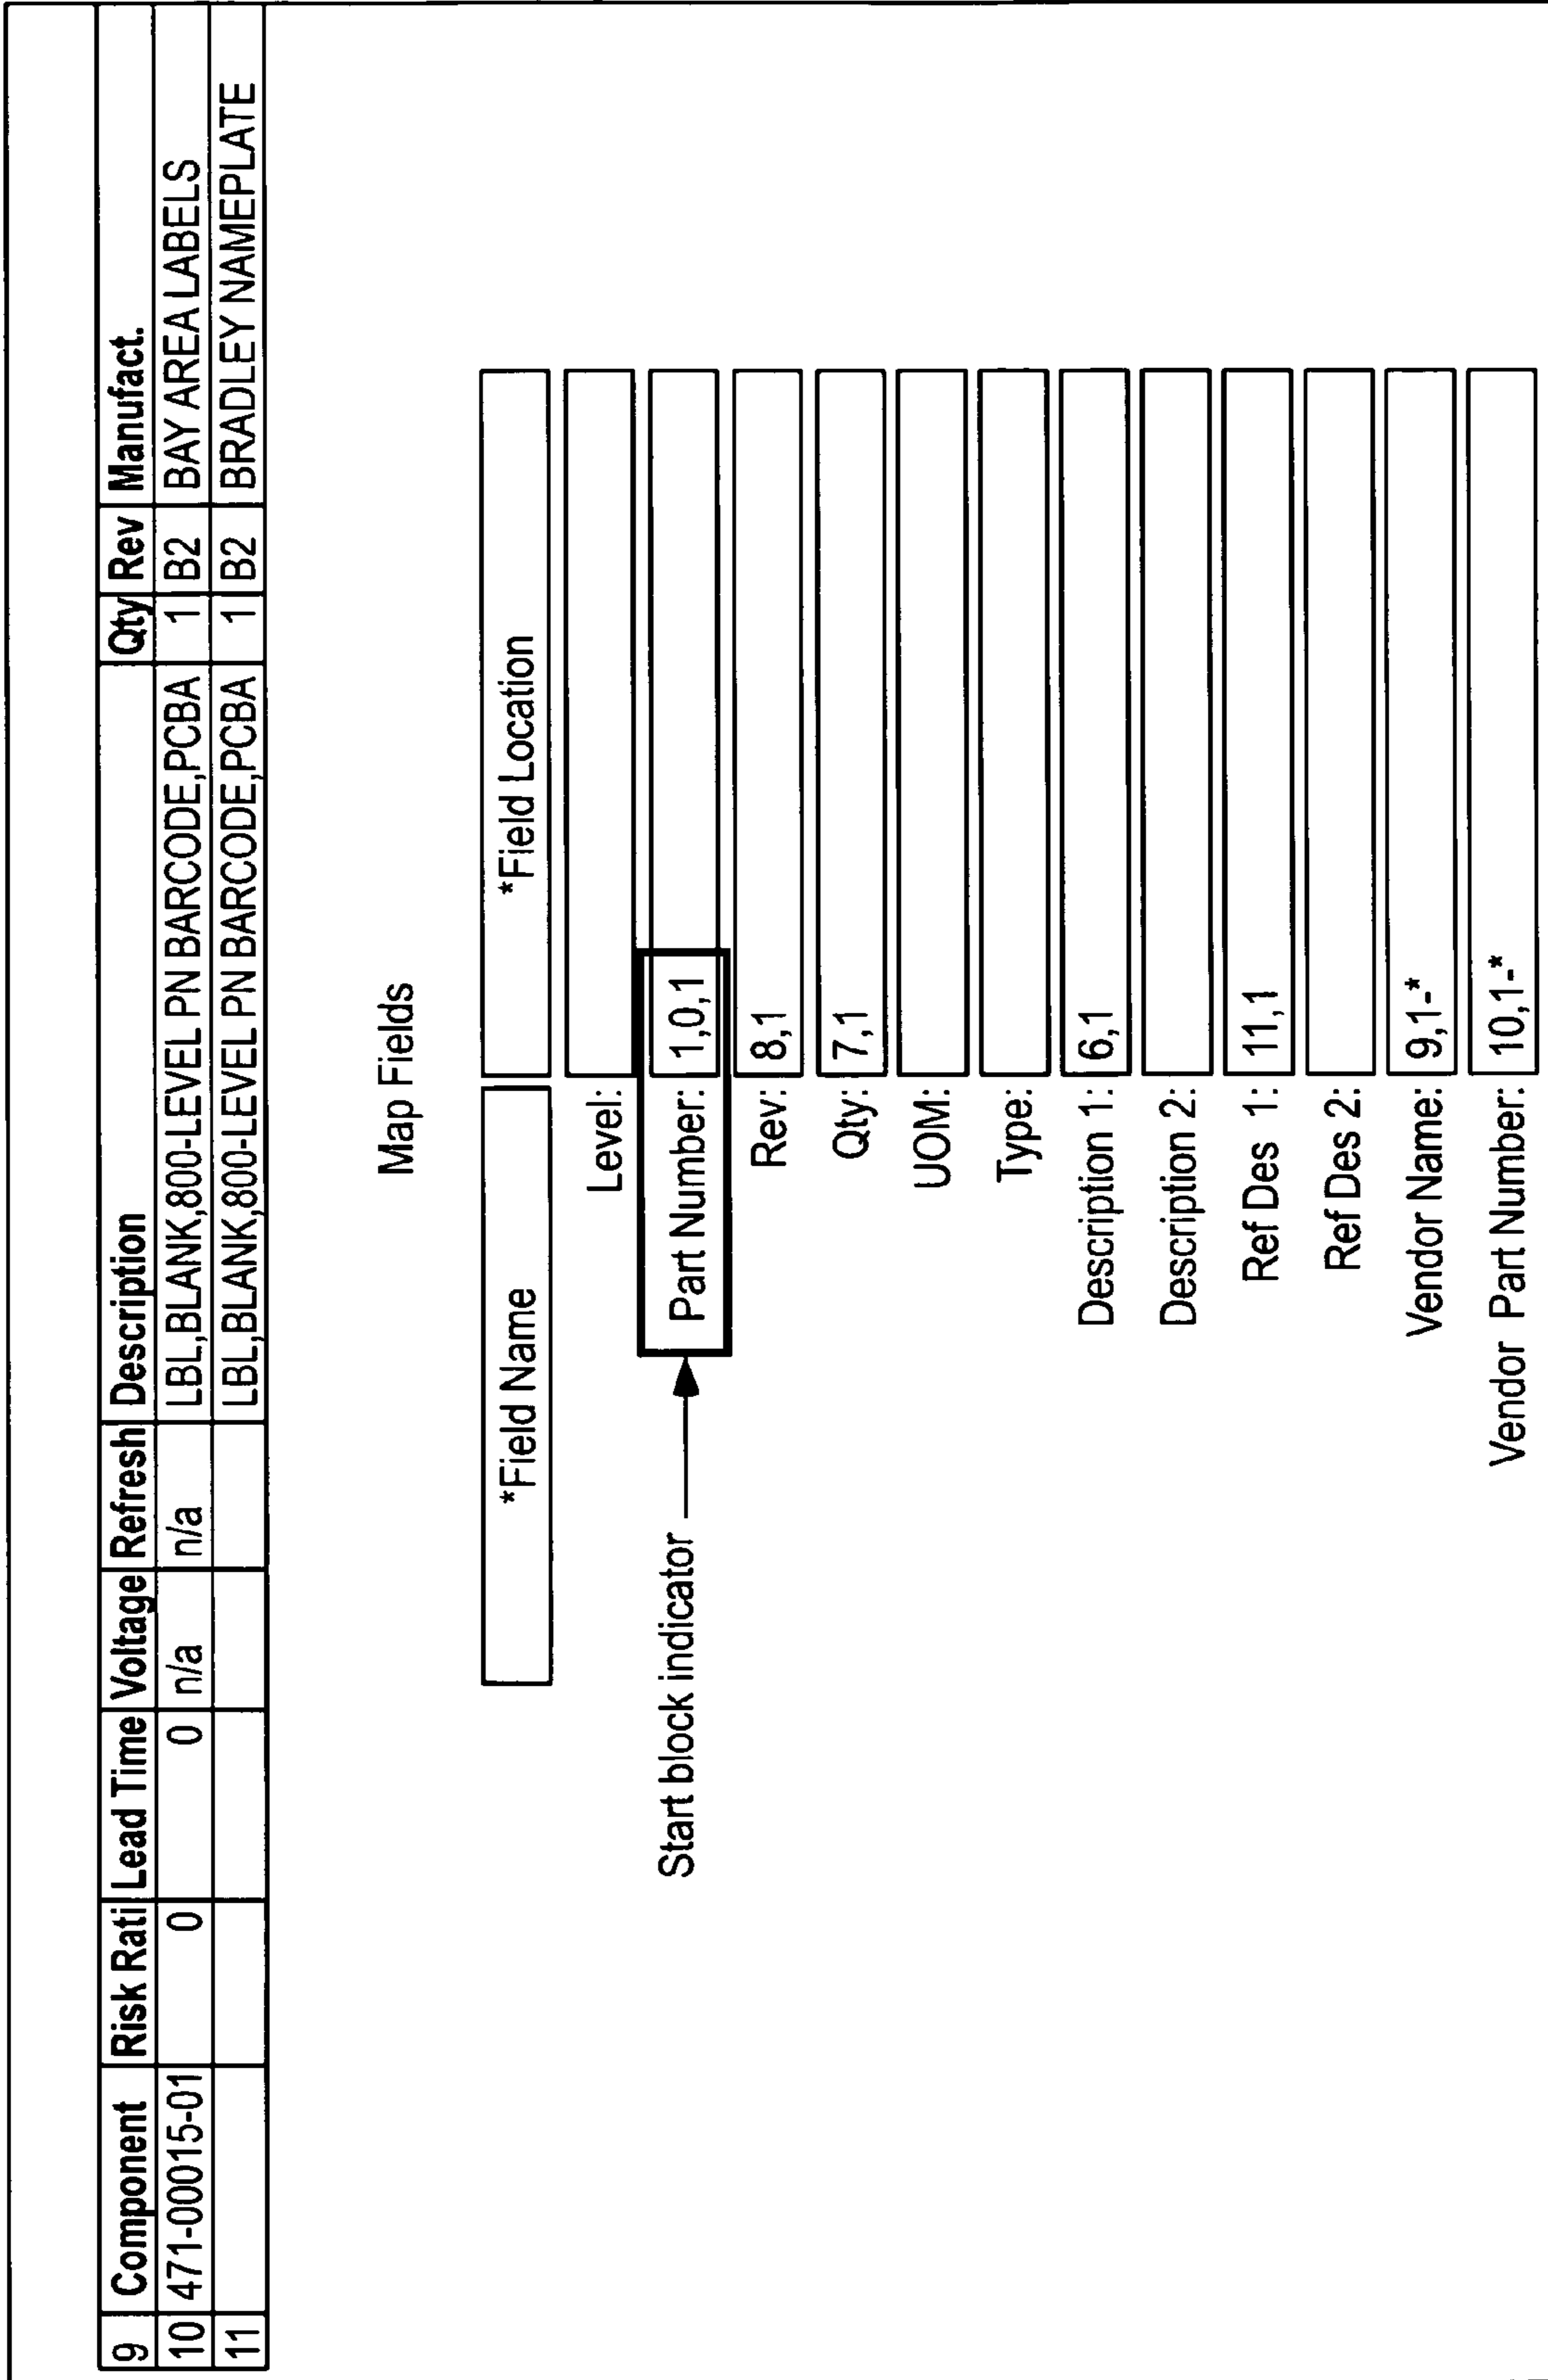 9 Component Risk Rati Lead Time Voltage Refresh Description Qty Rev Manufact.
10 471-00015-01 0 0 n/a n/a LBL,BLANK,800-LEVEL PN BARCODE,PCBA 1 B2 BAY AREA LABELS
11 LBL,BLANK,800-LEVEL PN BARCODE,PCBA 1 B2 BRADLEY NAMEPLATE
Map Fields
*Field Name *Field Location
Level:
Start block indicator Part Number: 1,0,1
Rev: 8,1
Qty: 7,1
UOM:
Type:
Description 1: 6,1
Description 2:
Ref Des 1: 11,1
Ref Des 2:
Vendor Name: 9,1-*
Vendor Part Number: 10,1-*